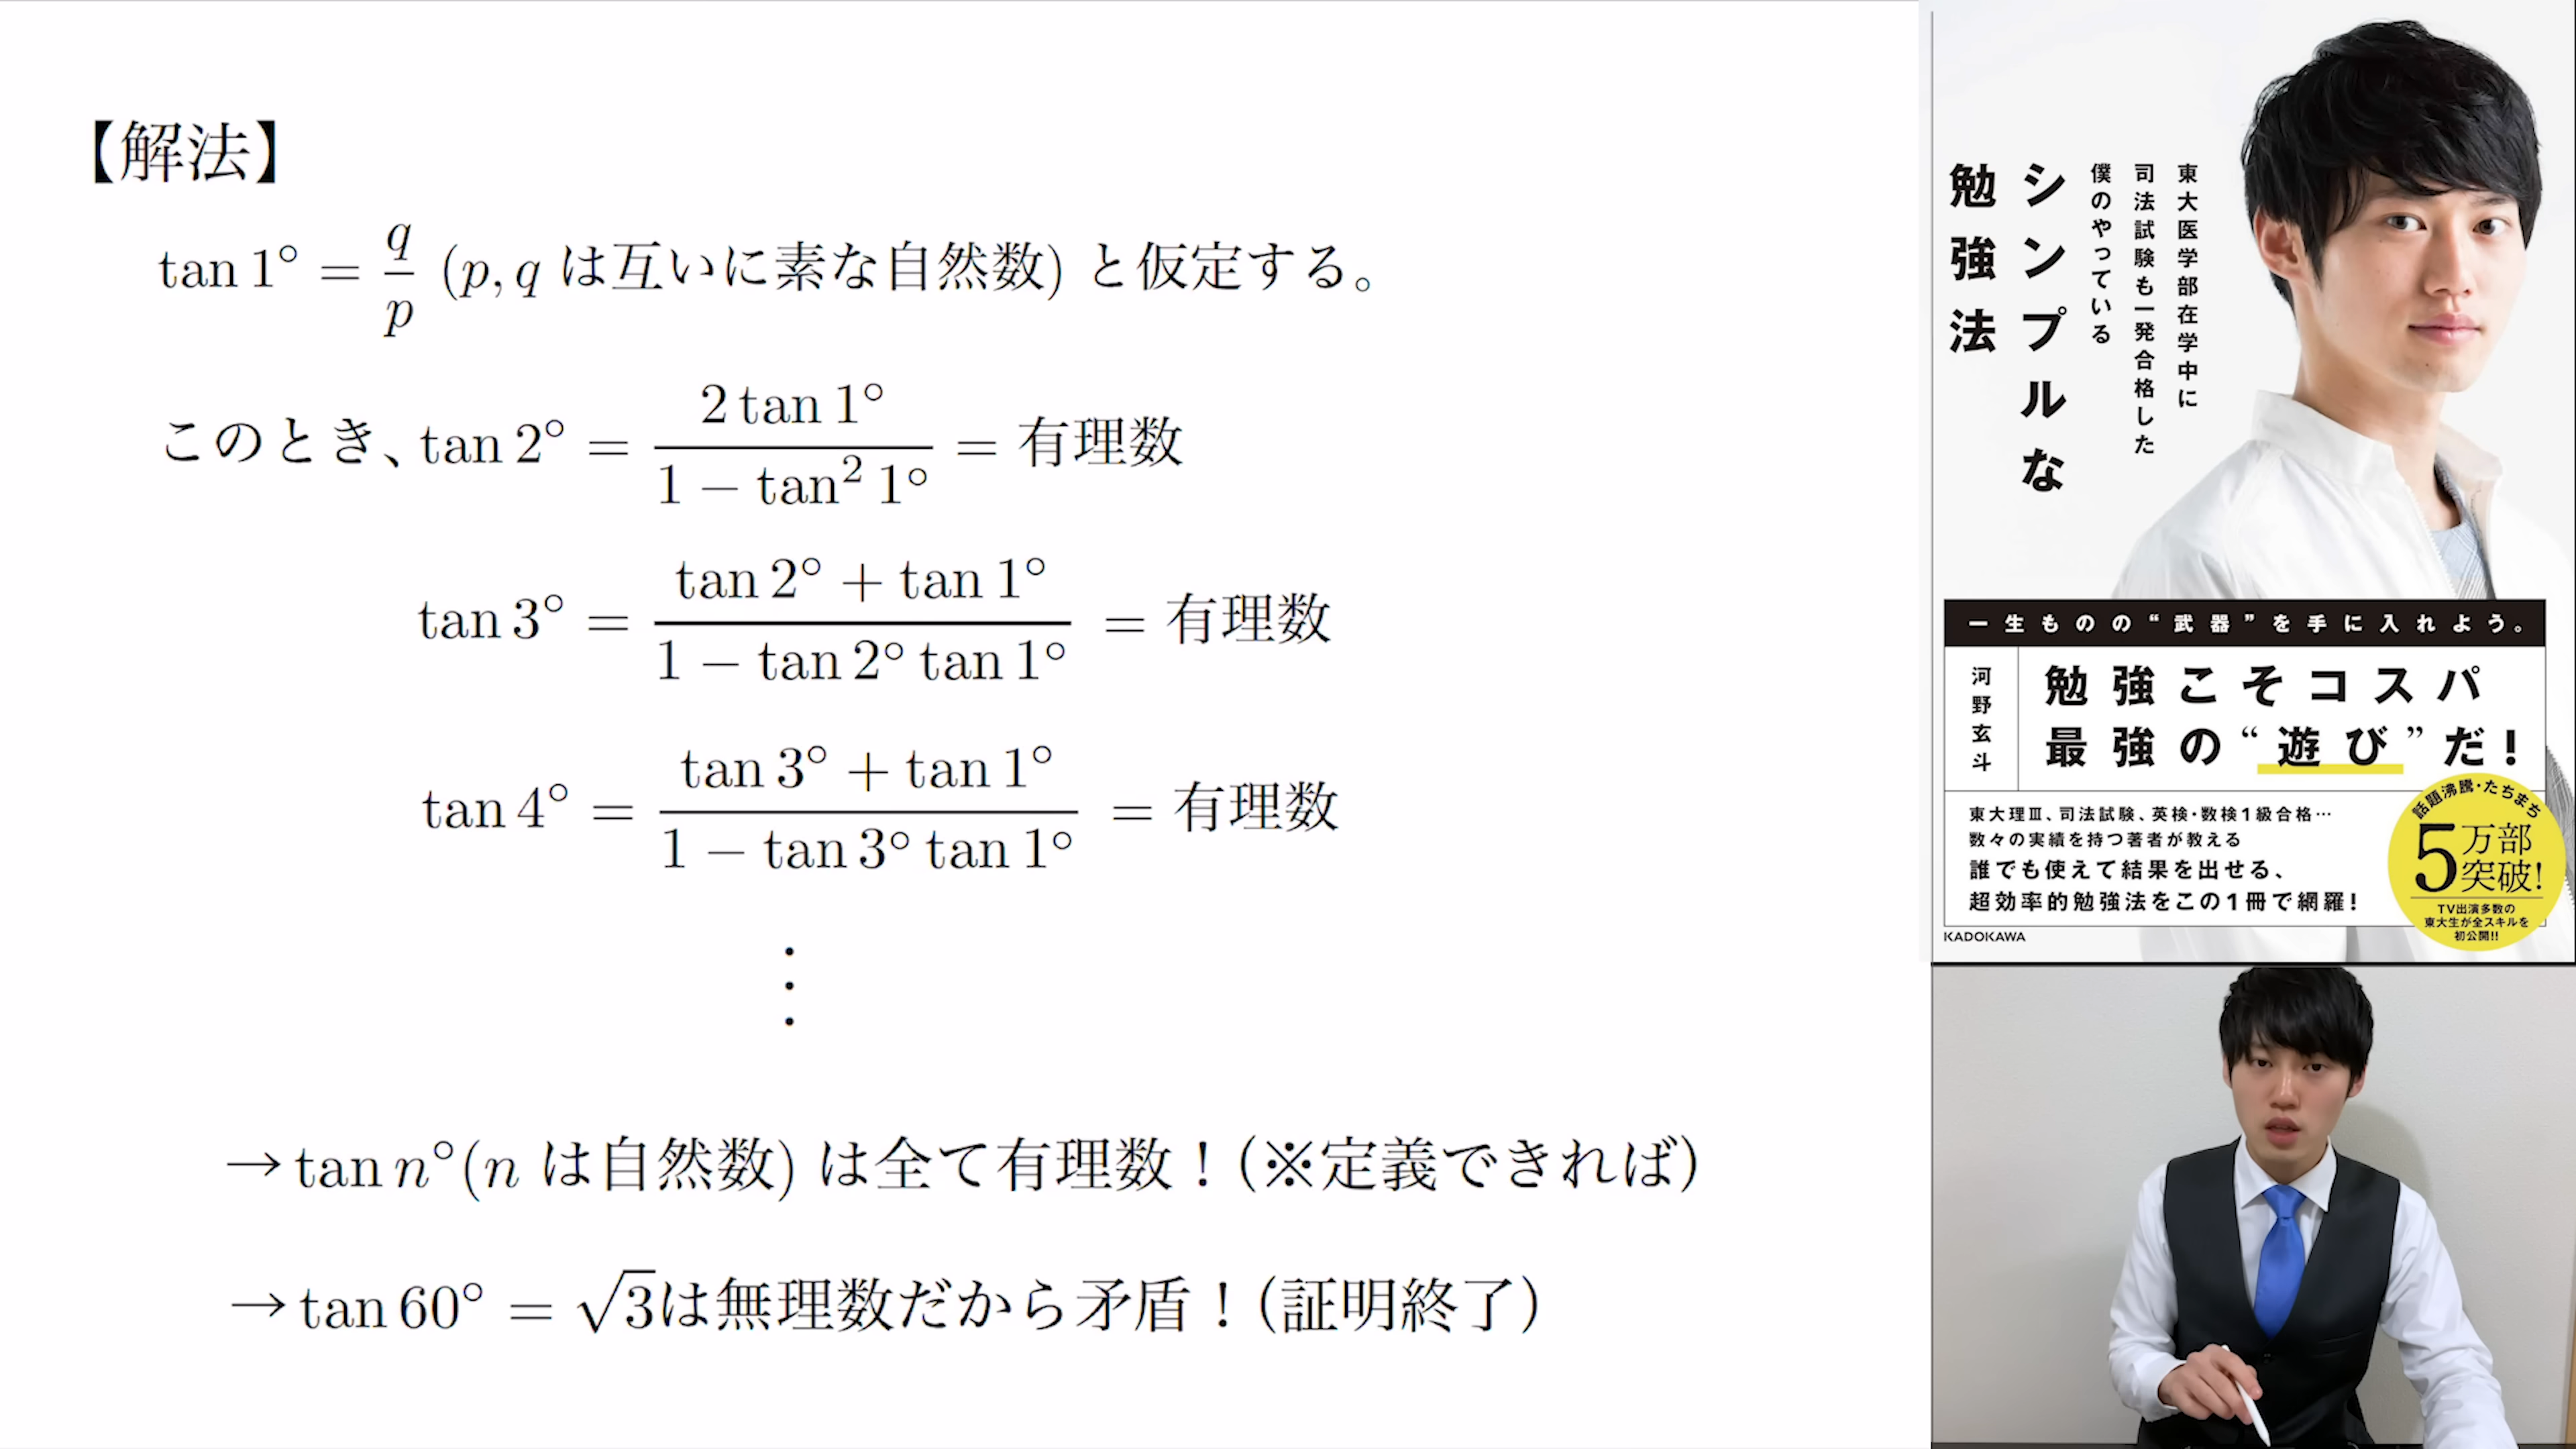 【解法】
tan 1° = q/p (p, q は互いに素な自然数) と仮定する。
このとき、tan 2° = 2 tan 1° / 1 − tan² 1° = 有理数
tan 3° = tan 2° + tan 1° / 1 − tan 2° tan 1° = 有理数
tan 4° = tan 3° + tan 1° / 1 − tan 3° tan 1° = 有理数
⋮
→ tan n° (n は自然数) は全て有理数！(※定義できれば)
→ tan 60° = √3は無理数だから矛盾！(証明終了)
東大医学部在学中に
司法試験も一発合格した
僕のやっている
シンプルな
勉強法
一生ものの“武器”を手に入れよう。
河野玄斗
勉強こそコスパ
最強の“遊び”だ！
東大理Ⅲ、司法試験、英検・数検1級合格…
数々の実績を持つ著者が教える
誰でも使えて結果を出せる、
超効率的勉強法をこの1冊で網羅！
話題沸騰・たちまち
5万部
突破！
TV出演多数の
東大生が全スキルを
初公開!!
KADOKAWA